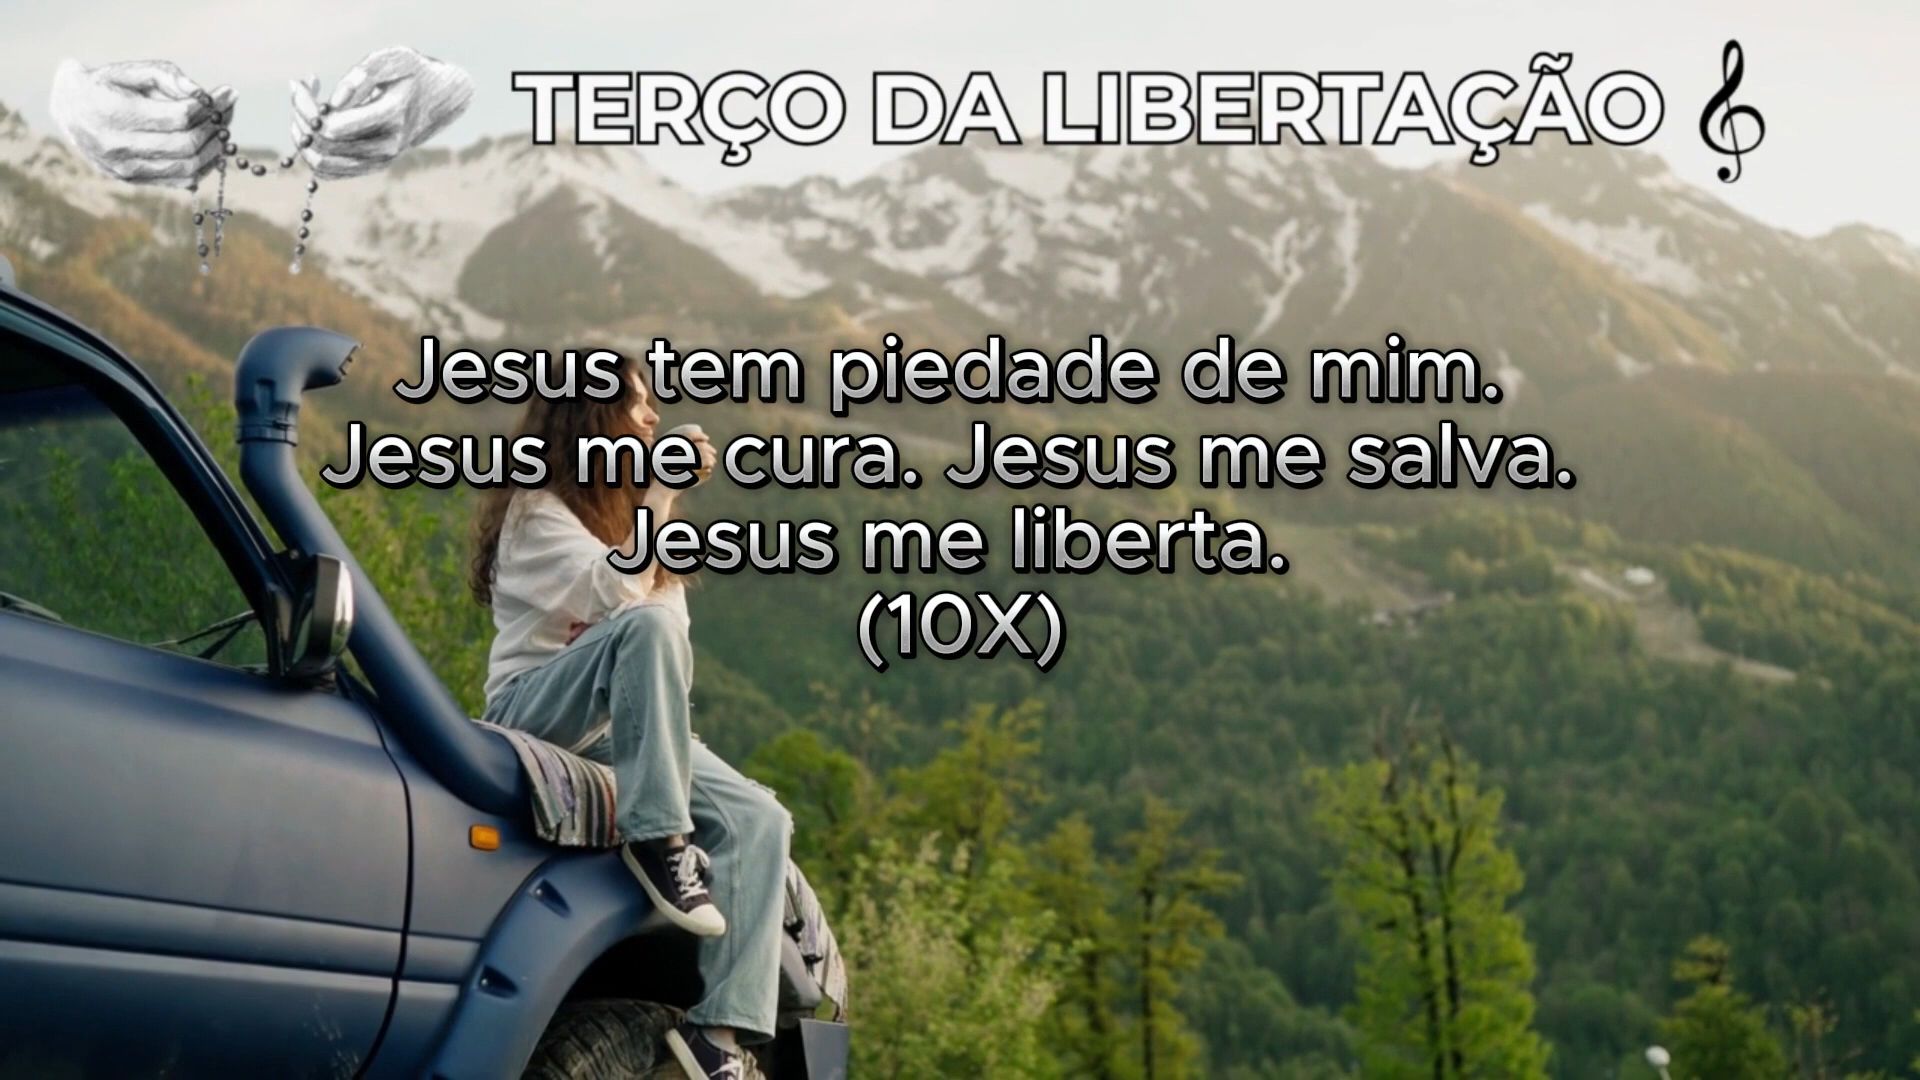 TERÇO DA LIBERTAÇÃO
Jesus tem piedade de mim.
Jesus me cura. Jesus me salva.
Jesus me liberta.
(10X)